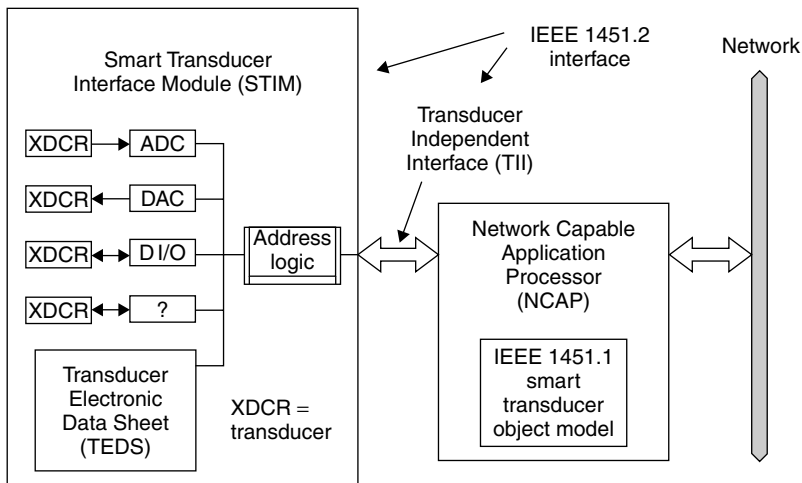 Smart Transducer
Interface Module (STIM)
XDCR
ADC
XDCR
DAC
XDCR
D I/O
XDCR
?
Address
logic
Transducer
Electronic
Data Sheet
(TEDS)
XDCR =
transducer
IEEE 1451.2
interface
Transducer
Independent
Interface (TII)
Network Capable
Application
Processor
(NCAP)
IEEE 1451.1
smart
transducer
object model
Network